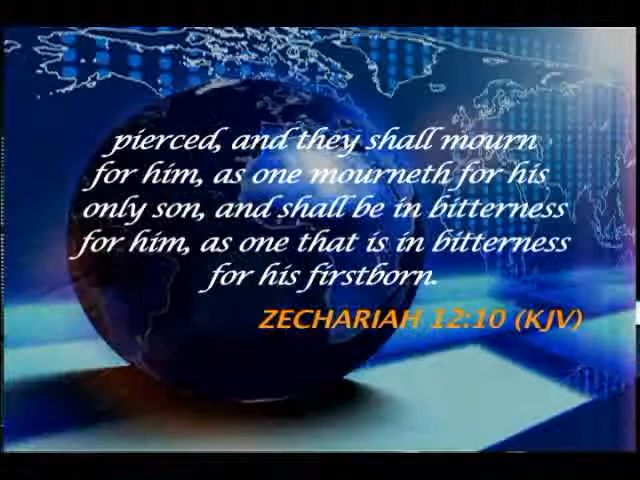 pierced, and they shall mourn
for him, as one mourneth for his
only son, and shall be in bitterness
for him, as one that is in bitterness
for his firstborn.
ZECHARIAH 12:10 (KJV)